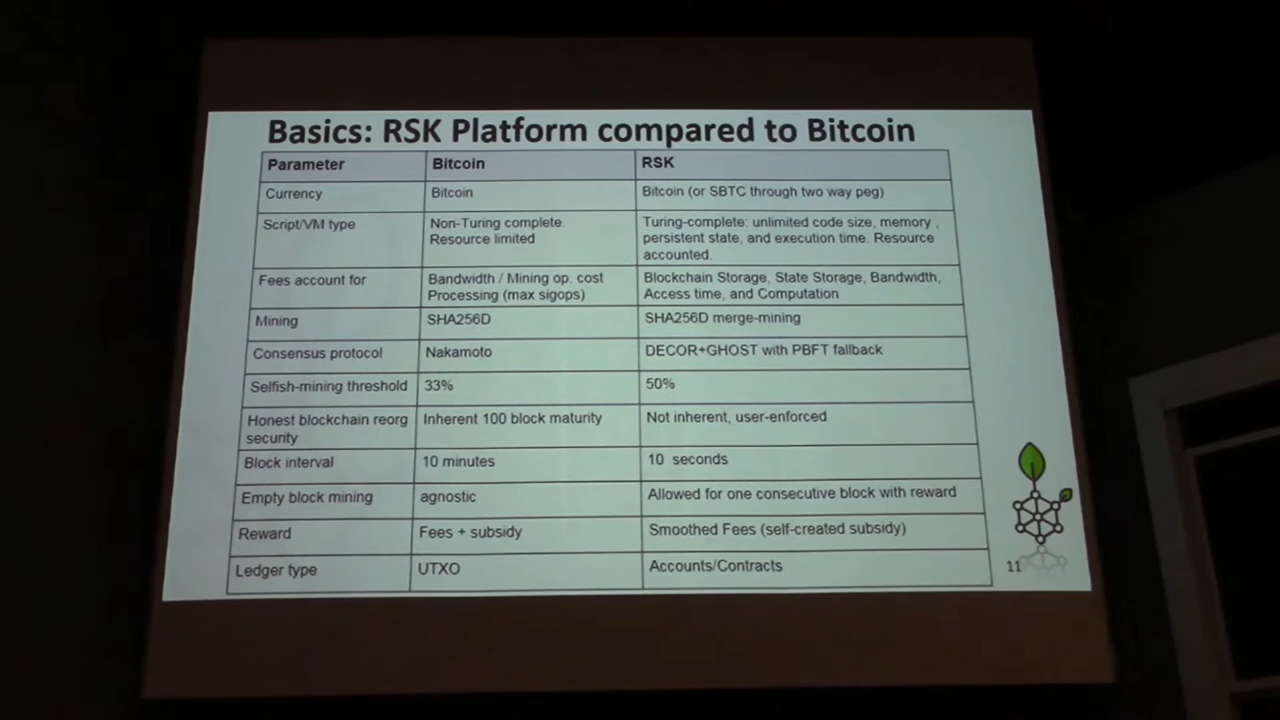 Basics: RSK Platform compared to Bitcoin
Parameter Bitcoin RSK
Currency Bitcoin Bitcoin (or SBTC through two way peg)
Script/VM type Non-Turing complete. Turing-complete: unlimited code size, memory ,
Resource limited persistent state, and execution time. Resource
accounted.
Fees account for Bandwidth / Mining op. cost Blockchain Storage, State Storage, Bandwidth,
Processing (max sigops) Access time, and Computation
Mining SHA256D SHA256D merge-mining
Consensus protocol Nakamoto DECOR+GHOST with PBFT fallback
Selfish-mining threshold 33% 50%
Honest blockchain reorg Inherent 100 block maturity Not inherent, user-enforced
security
Block interval 10 minutes 10 seconds
Empty block mining agnostic Allowed for one consecutive block with reward
Reward Fees + subsidy Smoothed Fees (self-created subsidy)
Ledger type UTXO Accounts/Contracts
11